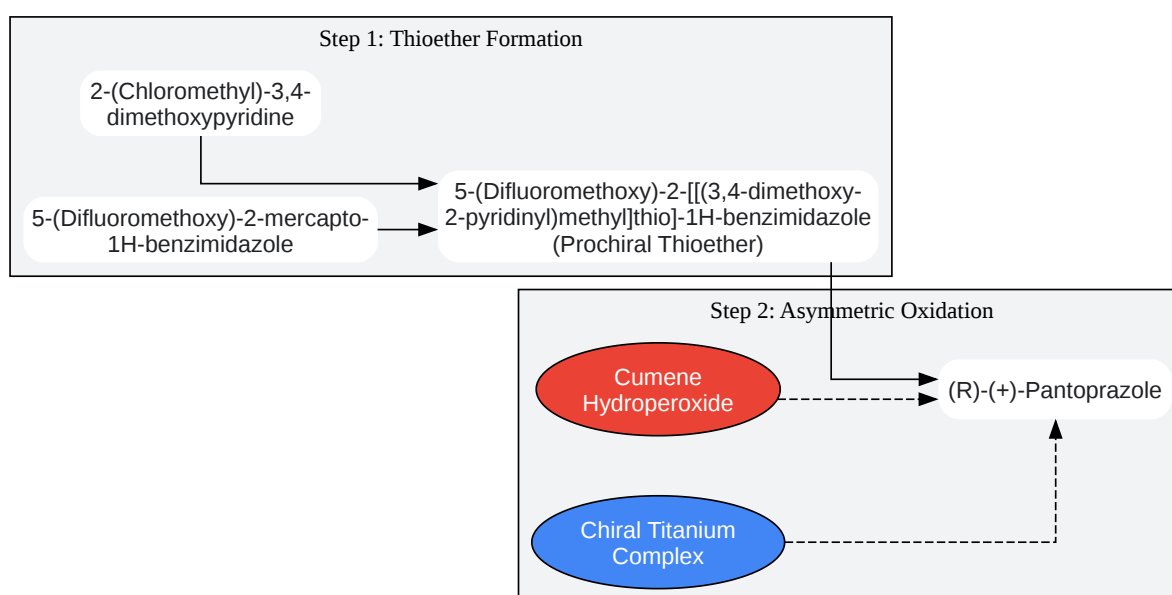 Step 1: Thioether Formation
2-(Chloromethyl)-3,4-
dimethoxypyridine
5-(Difluoromethoxy)-2-mercapto-
1H-benzimidazole
5-(Difluoromethoxy)-2-[[(3,4-dimethoxy-
2-pyridinyl)methyl]thio]-1H-benzimidazole
(Prochiral Thioether)
Step 2: Asymmetric Oxidation
Cumene
Hydroperoxide
(R)-(+)-Pantoprazole
Chiral Titanium
Complex